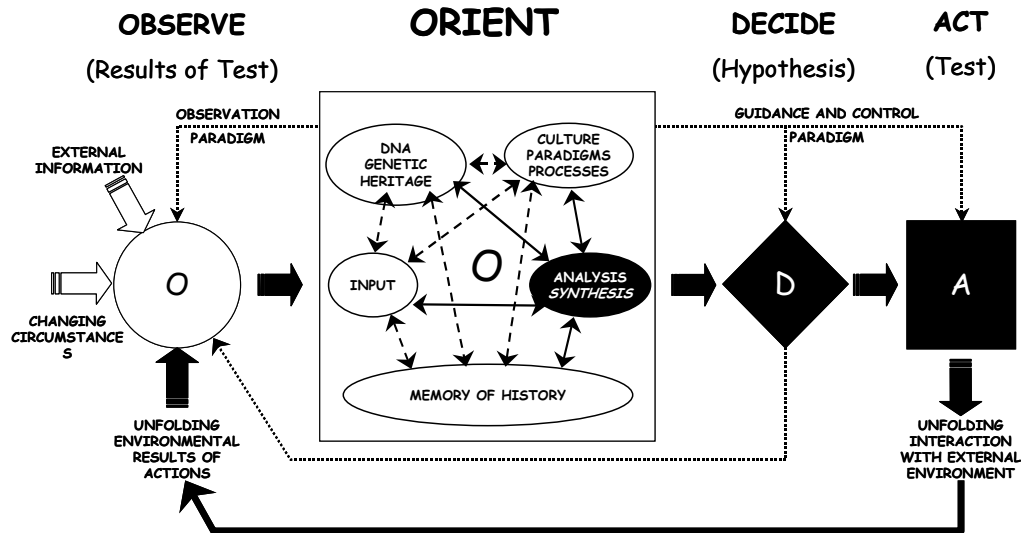 OBSERVE
(Results of Test)
ORIENT
DECIDE
(Hypothesis)
ACT
(Test)
OBSERVATION
PARADIGM
GUIDANCE AND CONTROL
PARADIGM
EXTERNAL
INFORMATION
CHANGING
CIRCUMSTANCE
S
O
UNFOLDING
ENVIRONMENTAL
RESULTS OF
ACTIONS
DNA
GENETIC
HERITAGE
CULTURE
PARADIGMS
PROCESSES
INPUT
O
ANALYSIS
SYNTHESIS
MEMORY OF HISTORY
D
A
UNFOLDING
INTERACTION
WITH EXTERNAL
ENVIRONMENT